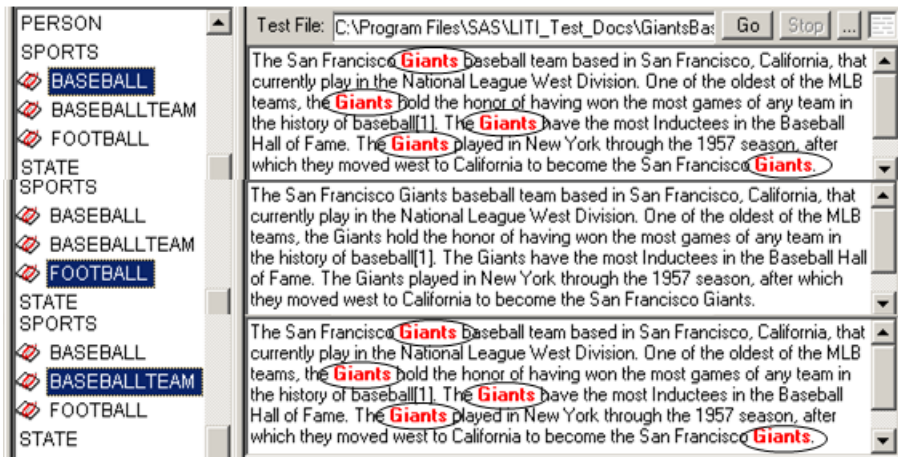 PERSON
SPORTS
BASEBALL
BASEBALLTEAM
FOOTBALL
STATE
Test File: C:\Program Files\SAS\LITI_Test_Docs\GiantsBas Go Stop ...
The San Francisco Giants baseball team based in San Francisco, California, that
currently play in the National League West Division. One of the oldest of the MLB
teams, the Giants hold the honor of having won the most games of any team in
the history of baseball[1]. The Giants have the most Inductees in the Baseball
Hall of Fame. The Giants played in New York through the 1957 season, after
which they moved west to California to become the San Francisco Giants.
SPORTS
BASEBALL
BASEBALLTEAM
FOOTBALL
STATE
The San Francisco Giants baseball team based in San Francisco, California, that
currently play in the National League West Division. One of the oldest of the MLB
teams, the Giants hold the honor of having won the most games of any team in
the history of baseball[1]. The Giants have the most Inductees in the Baseball Hall
of Fame. The Giants played in New York through the 1957 season, after which
they moved west to California to become the San Francisco Giants.
SPORTS
BASEBALL
BASEBALLTEAM
FOOTBALL
STATE
The San Francisco Giants baseball team based in San Francisco, California, that
currently play in the National League West Division. One of the oldest of the MLB
teams, the Giants hold the honor of having won the most games of any team in
the history of baseball[1]. The Giants have the most Inductees in the Baseball
Hall of Fame. The Giants played in New York through the 1957 season, after
which they moved west to California to become the San Francisco Giants.